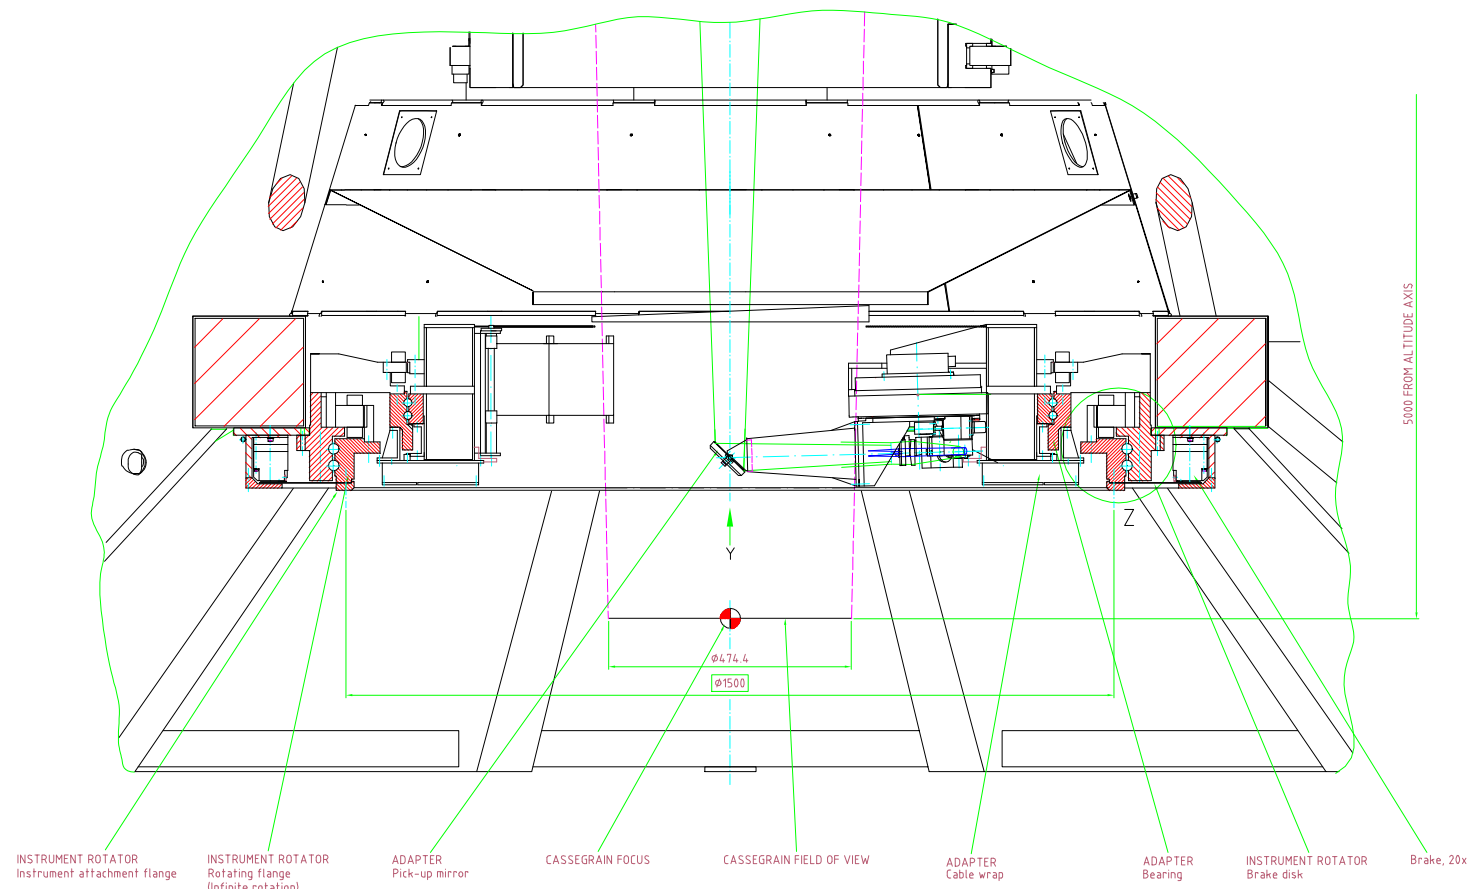 5000 FROM ALTITUDE AXIS
Z
Y
Ø474.4
Ø1500
INSTRUMENT ROTATOR
Instrument attachment flange
INSTRUMENT ROTATOR
Rotating flange
(Infinite rotation)
ADAPTER
Pick-up mirror
CASSEGRAIN FOCUS
CASSEGRAIN FIELD OF VIEW
ADAPTER
Cable wrap
ADAPTER
Bearing
INSTRUMENT ROTATOR
Brake disk
Brake, 20x